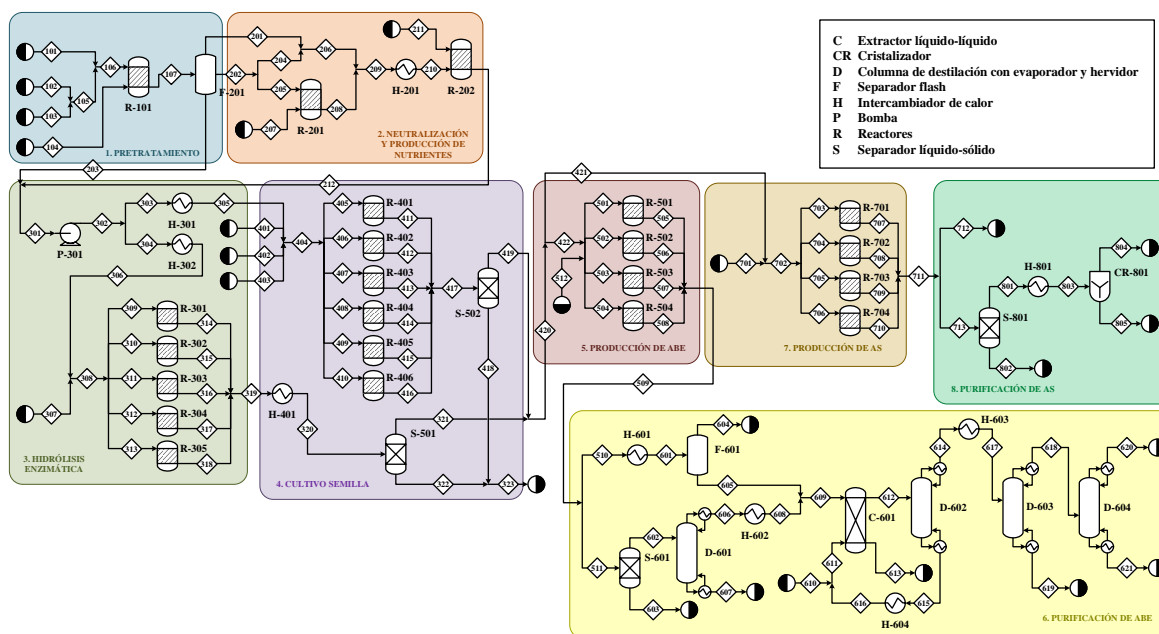 101
102
103
104
105
106
R-101
107
1. PRETRATAMIENTO
201
F-201
202
203
204
205
206
207
R-201
208
209
H-201
210
211
R-202
212
2. NEUTRALIZACIÓN
Y PRODUCCIÓN DE
NUTRIENTES
C Extractor líquido-líquido
CR Cristalizador
D Columna de destilación con evaporador y hervidor
F Separador flash
H Intercambiador de calor
P Bomba
R Reactores
S Separador líquido-sólido
301
P-301
302
303
H-301
305
304
H-302
306
307
308
309
R-301
314
310
R-302
315
311
R-303
316
312
R-304
317
313
R-305
318
319
3. HIDRÓLISIS
ENZIMÁTICA
401
402
403
404
405
R-401
411
406
R-402
412
407
R-403
413
408
R-404
414
409
R-405
415
410
R-406
416
417
S-502
419
418
420
H-401
320
S-501
321
322
323
4. CULTIVO SEMILLA
421
422
512
501
R-501
505
502
R-502
506
503
R-503
507
504
R-504
508
5. PRODUCCIÓN DE ABE
509
701
702
703
R-701
707
704
R-702
708
705
R-703
709
706
R-704
710
711
7. PRODUCCIÓN DE AS
712
713
S-801
801
H-801
803
CR-801
804
805
802
8. PURIFICACIÓN DE AS
510
H-601
601
F-601
604
605
511
S-601
602
603
D-601
606
H-602
608
607
609
610
611
C-601
612
613
D-602
614
H-603
617
615
H-604
616
D-603
618
619
D-604
620
621
6. PURIFICACIÓN DE ABE